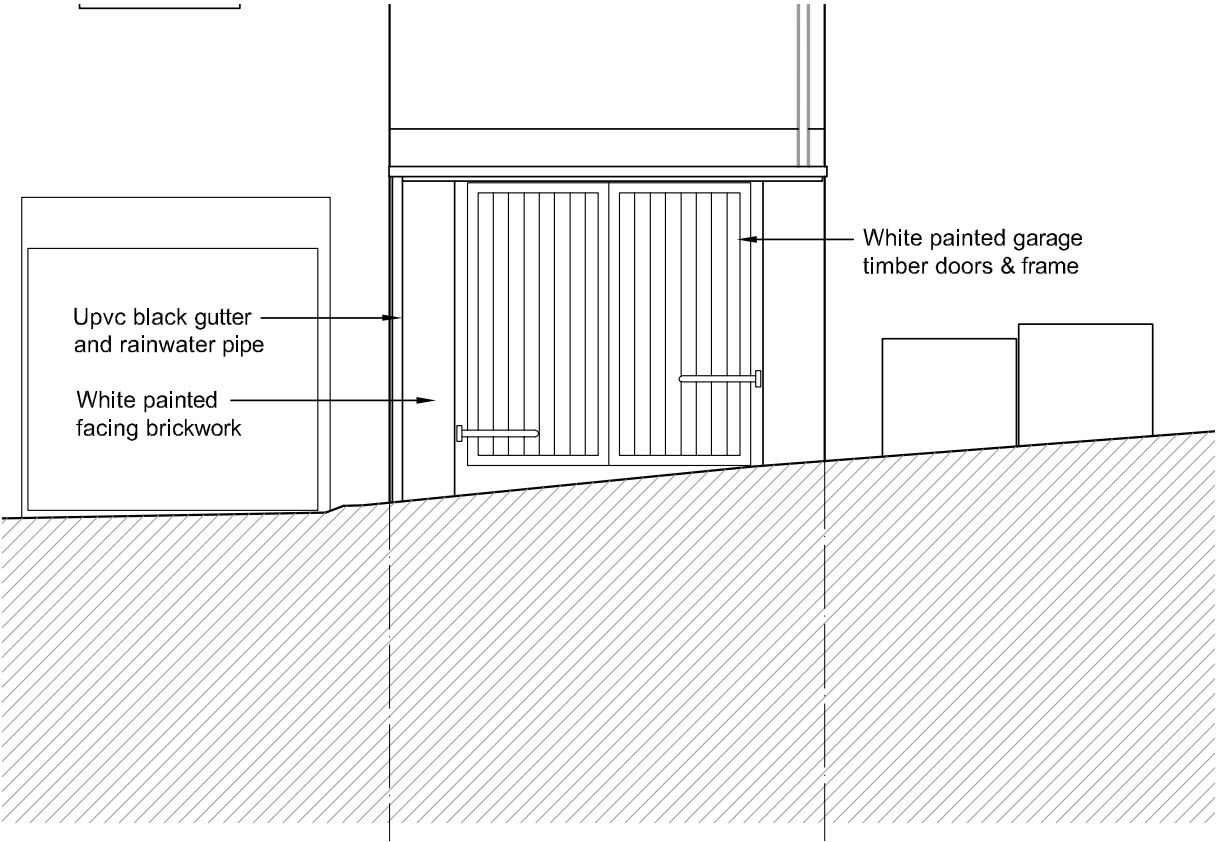 White painted garage
timber doors & frame
Upvc black gutter
and rainwater pipe
White painted
facing brickwork